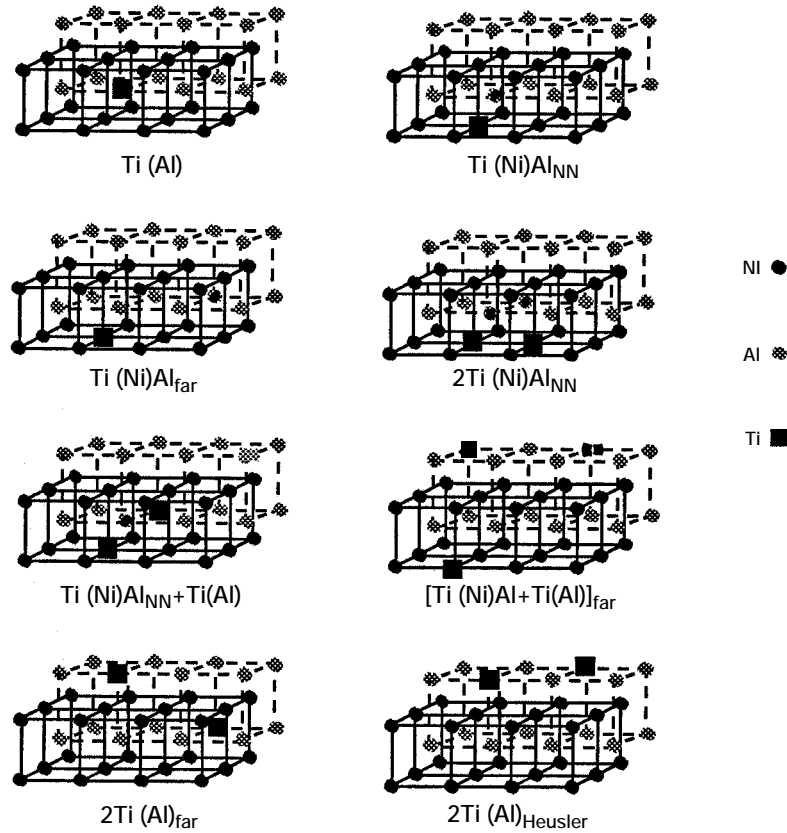 Ti (Al)
Ti (Ni)Al_NN
Ti (Ni)Al_far
2Ti (Ni)Al_NN
Ti (Ni)Al_NN+Ti(Al)
[Ti (Ni)Al+Ti(Al)]_far
2Ti (Al)_far
2Ti (Al)_Heusler
NI
Al
Ti